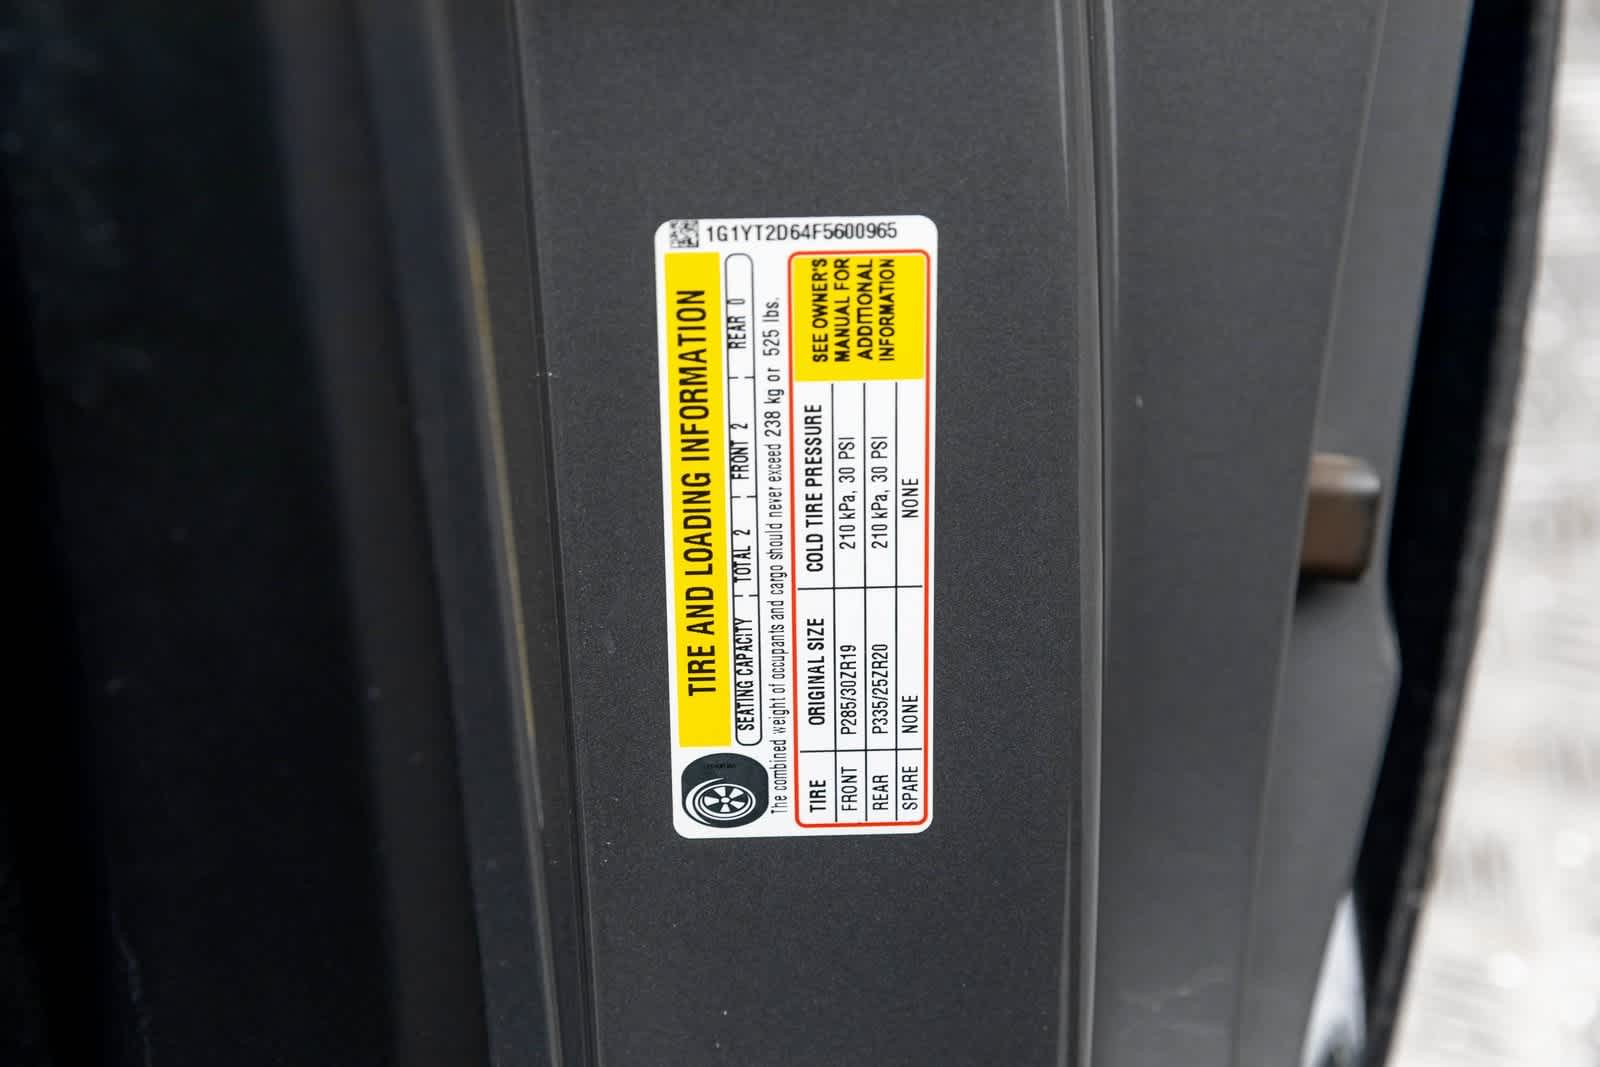 1G1YT2D64F5600965
TIRE AND LOADING INFORMATION
SEATING CAPACITY TOTAL 2 FRONT 2 REAR 0
The combined weight of occupants and cargo should never exceed 238 kg or 525 lbs.
TIRE ORIGINAL SIZE COLD TIRE PRESSURE
FRONT P285/30ZR19 210 kPa, 30 PSI
REAR P335/25ZR20 210 kPa, 30 PSI
SPARE NONE NONE
SEE OWNER'S
MANUAL FOR
ADDITIONAL
INFORMATION